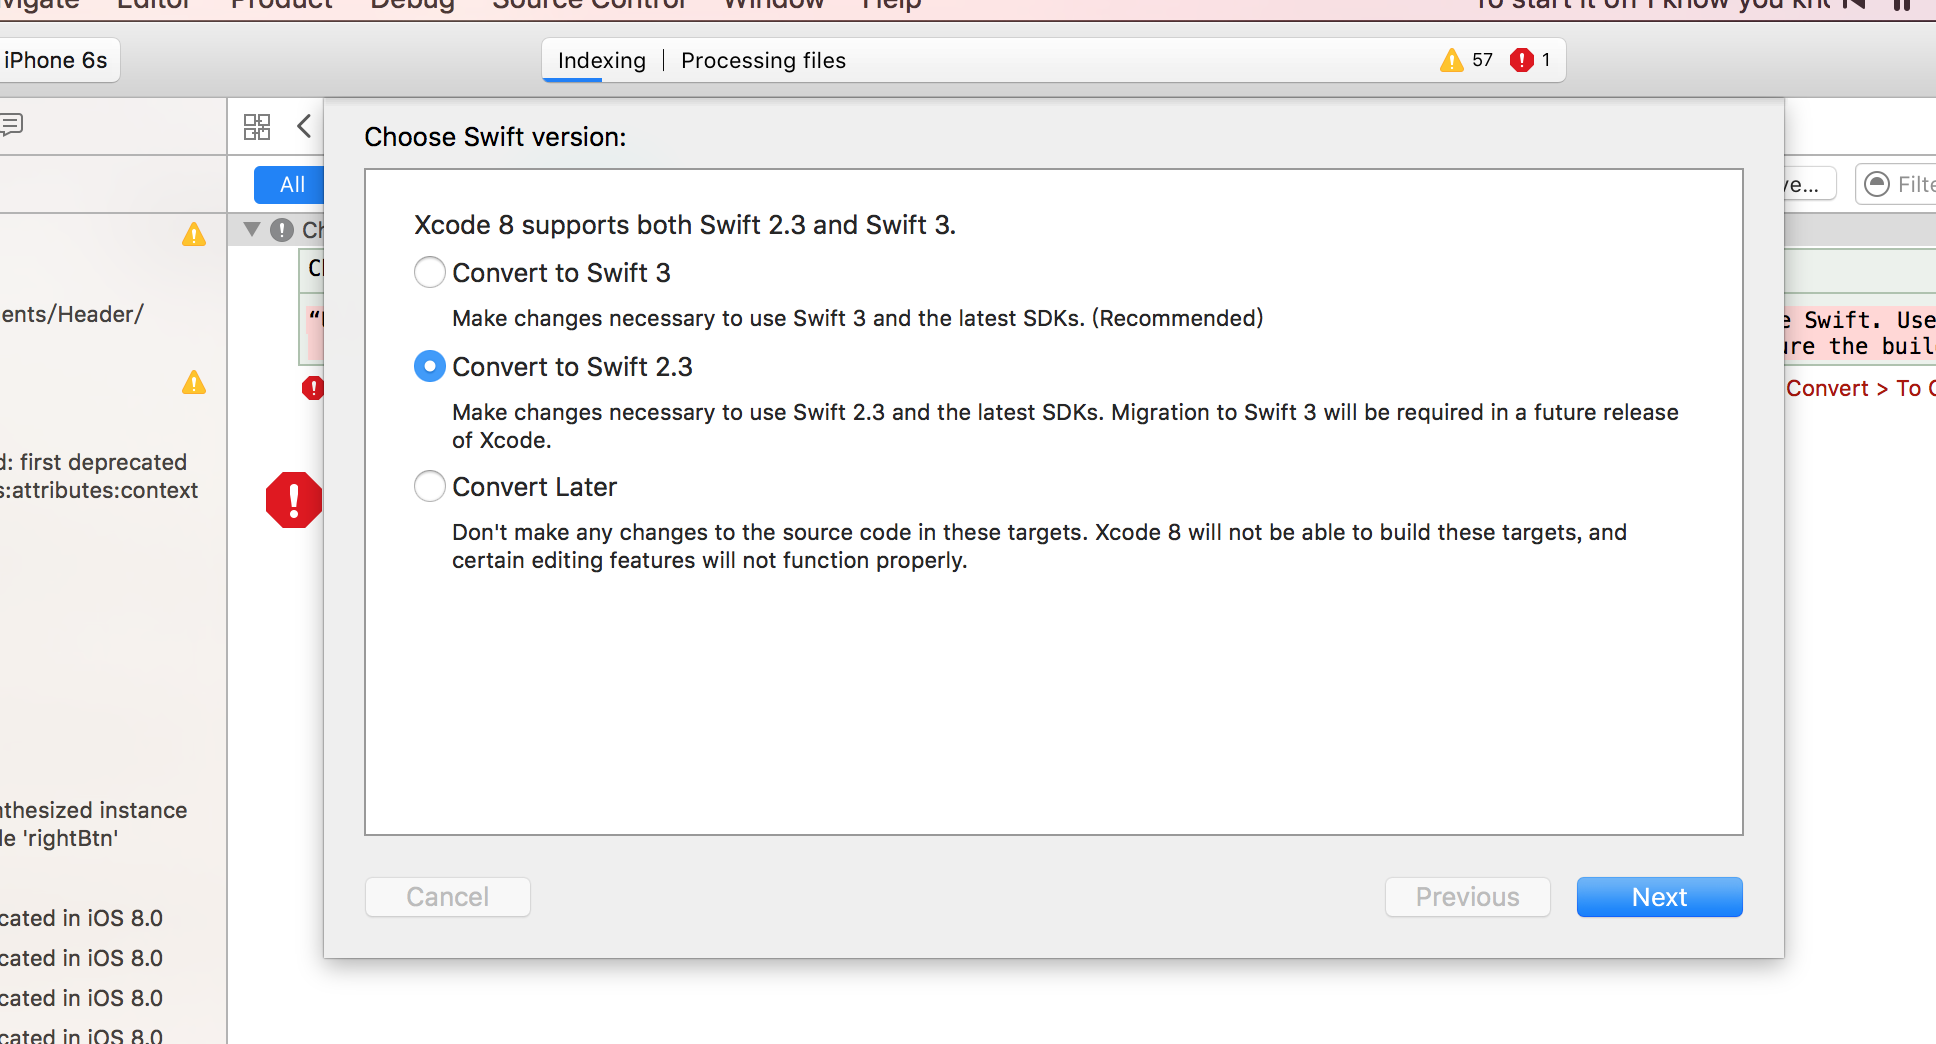 Editor Product Debug Source Control Window Help To start it off I know you
iPhone 6s
Indexing | Processing files
57
1
Choose Swift version:
All
Xcode 8 supports both Swift 2.3 and Swift 3.
Convert to Swift 3
Make changes necessary to use Swift 3 and the latest SDKs. (Recommended)
Convert to Swift 2.3
Make changes necessary to use Swift 2.3 and the latest SDKs. Migration to Swift 3 will be required in a future release
of Xcode.
Convert Later
Don't make any changes to the source code in these targets. Xcode 8 will not be able to build these targets, and
certain editing features will not function properly.
Cancel
Previous
Next
ents/Header/
d: first deprecated
s:attributes:context
nthesized instance
le 'rightBtn'
cated in iOS 8.0
cated in iOS 8.0
cated in iOS 8.0
cated in iOS 8.0
ve...
Filte
e Swift. Use
ure the buil
Convert > To C